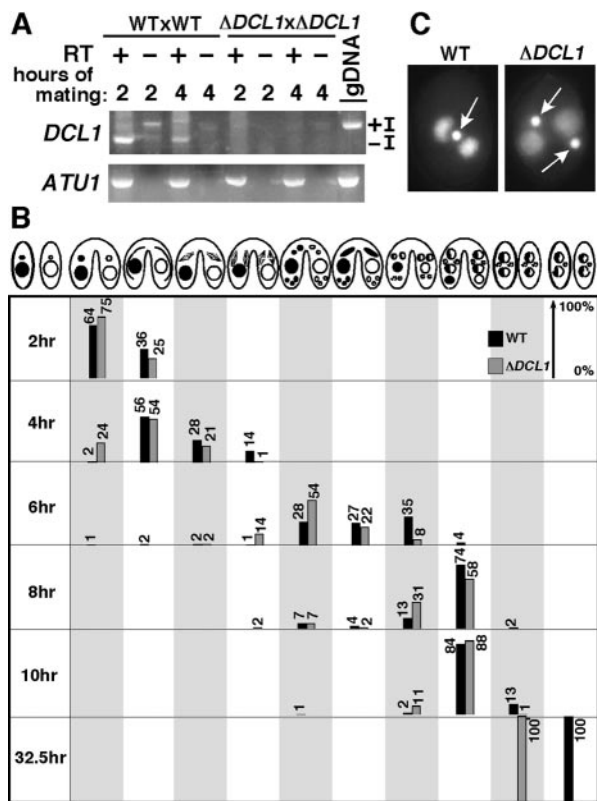 A
WTxWT ΔDCL1xΔDCL1
RT + − + − + − + − gDNA
hours of
mating: 2 2 4 4 2 2 4 4
DCL1 +I
−I
ATU1
C
WT ΔDCL1
B
2hr 64 75 36 25
WT
ΔDCL1
100%
0%
4hr 2 24 56 54 28 21 14 1
6hr 1 2 2 2 1 14 28 54 27 22 35 8 4
8hr 2 7 7 4 2 13 31 74 58 2
10hr 1 2 11 84 88 13 1
32.5hr 100 100